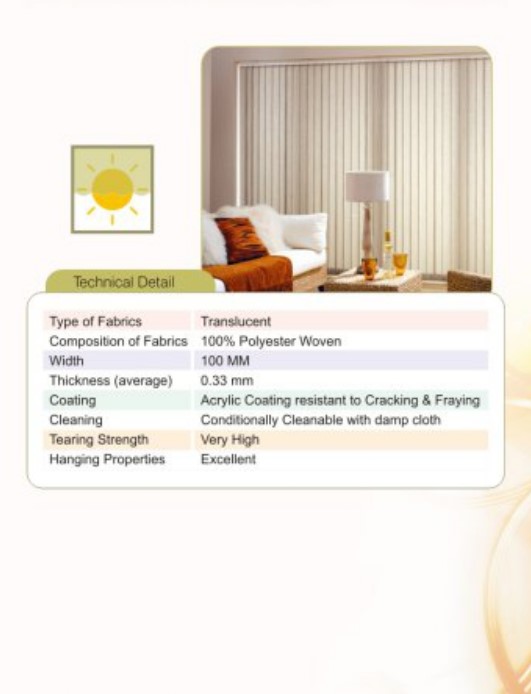 Technical Detail
Type of Fabrics Translucent
Composition of Fabrics 100% Polyester Woven
Width 100 MM
Thickness (average) 0.33 mm
Coating Acrylic Coating resistant to Cracking & Fraying
Cleaning Conditionally Cleanable with damp cloth
Tearing Strength Very High
Hanging Properties Excellent